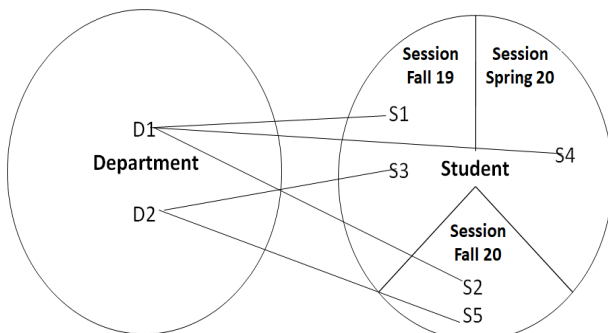 Session
Fall 19
Session
Spring 20
D1
S1
S4
Department
S3
Student
D2
Session
Fall 20
S2
S5